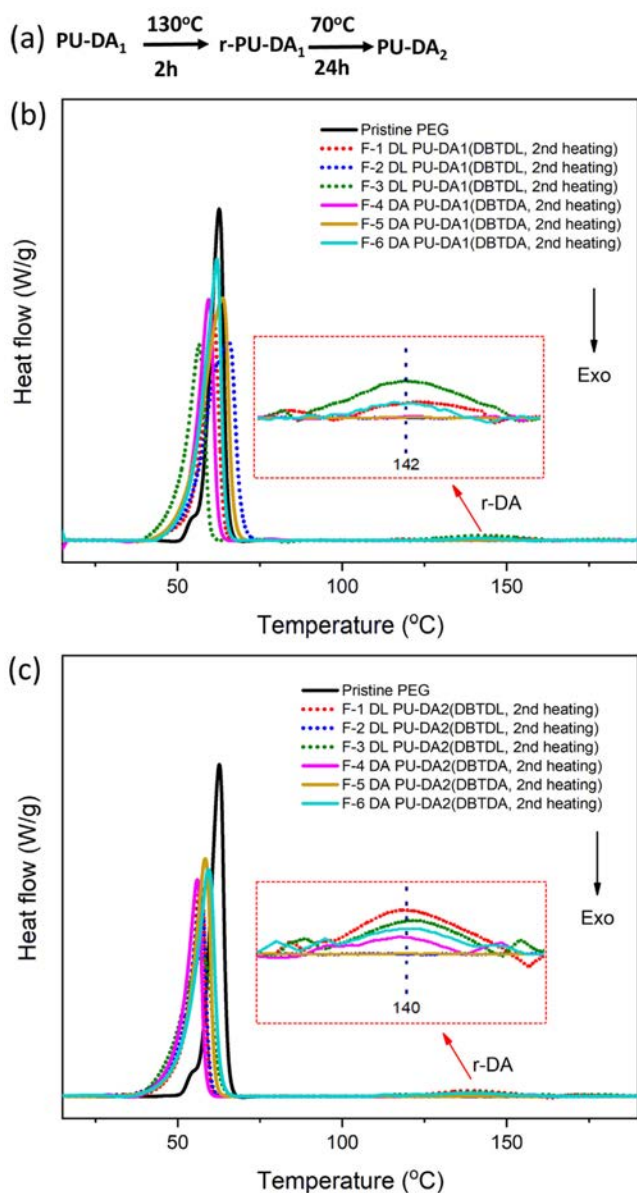 (a) PU-DA₁ 130°C 2h r-PU-DA₁ 70°C 24h PU-DA₂
(b)
Pristine PEG
F-1 DL PU-DA1(DBTDL, 2nd heating)
F-2 DL PU-DA1(DBTDL, 2nd heating)
F-3 DL PU-DA1(DBTDL, 2nd heating)
F-4 DA PU-DA1(DBTDA, 2nd heating)
F-5 DA PU-DA1(DBTDA, 2nd heating)
F-6 DA PU-DA1(DBTDA, 2nd heating)
Heat flow (W/g)
Exo
142
r-DA
50 100 150
Temperature (°C)
(c)
Pristine PEG
F-1 DL PU-DA2(DBTDL, 2nd heating)
F-2 DL PU-DA2(DBTDL, 2nd heating)
F-3 DL PU-DA2(DBTDL, 2nd heating)
F-4 DA PU-DA2(DBTDA, 2nd heating)
F-5 DA PU-DA2(DBTDA, 2nd heating)
F-6 DA PU-DA2(DBTDA, 2nd heating)
Heat flow (W/g)
Exo
140
r-DA
50 100 150
Temperature (°C)